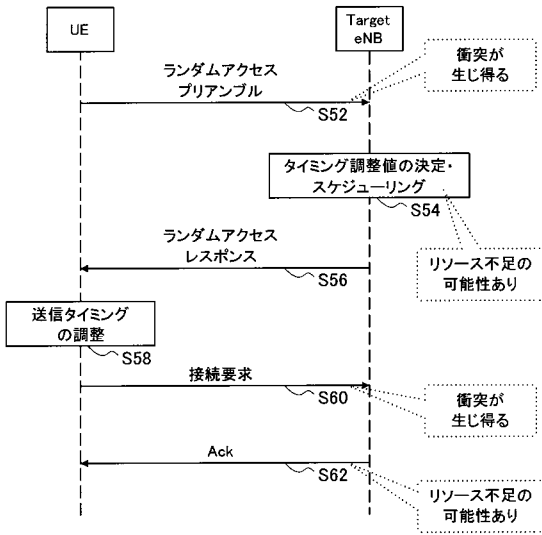 UE
Target
eNB
ランダムアクセス
プリアンブル
S52
衝突が
生じ得る
タイミング調整値の決定・
スケジューリング
S54
ランダムアクセス
レスポンス
S56
リソース不足の
可能性あり
送信タイミング
の調整
S58
接続要求
S60
衝突が
生じ得る
Ack
S62
リソース不足の
可能性あり